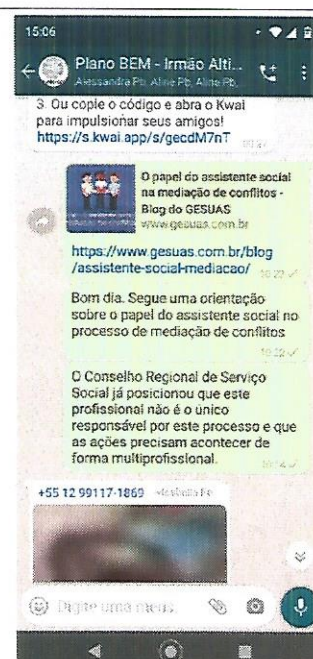 15:06
Plano BEM - Irmão Alti...
Alessandra Pb, Aline Pb, Aline Pb,
3. Ou copie o código e abra o Kwai
para impulsionar seus amigos!
https://s.kwai.app/s/gecdM7nT
O papel do assistente social
na mediação de conflitos -
Blog do GESUAS
www.gesuas.com.br
https://www.gesuas.com.br/blog
/assistente-social-mediacao/
10:22
Bom dia. Segue uma orientação
sobre o papel do assistente social no
processo de mediação de conflitos
10:22
O Conselho Regional de Serviço
Social já posicionou que este
profissional não é o único
responsável por este processo e que
as ações precisam acontecer de
forma multiprofissional.
+55 12 99117-1869
Digite uma mens